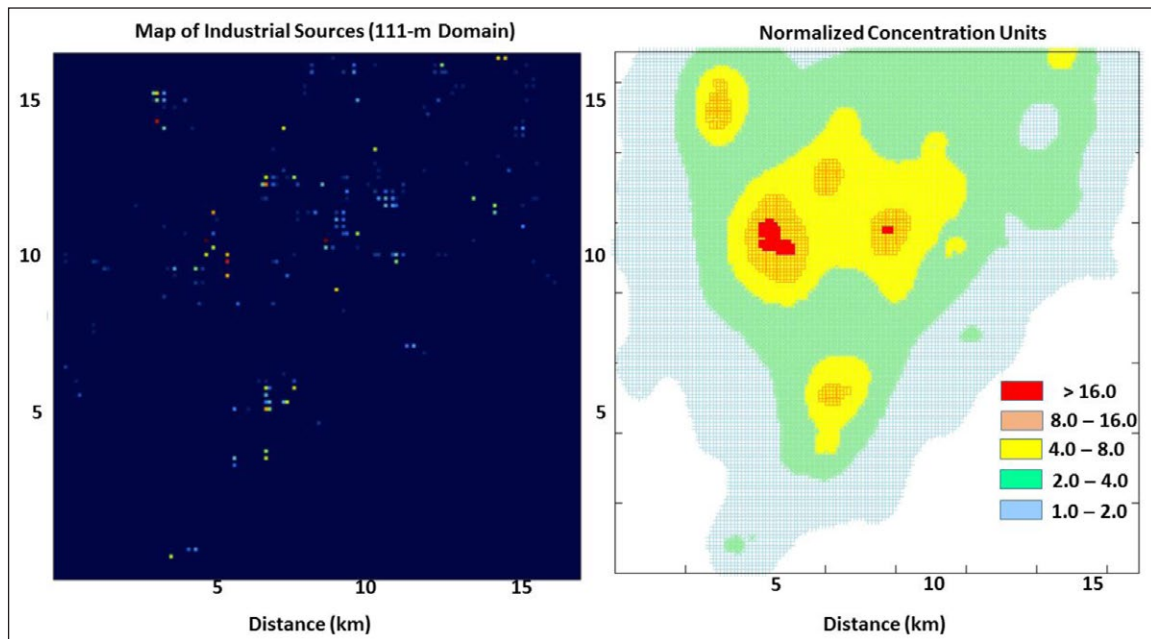 Map of Industrial Sources (111-m Domain)
15
10
5
5
10
15
Distance (km)
Normalized Concentration Units
15
10
5
5
10
15
Distance (km)
> 16.0
8.0 – 16.0
4.0 – 8.0
2.0 – 4.0
1.0 – 2.0